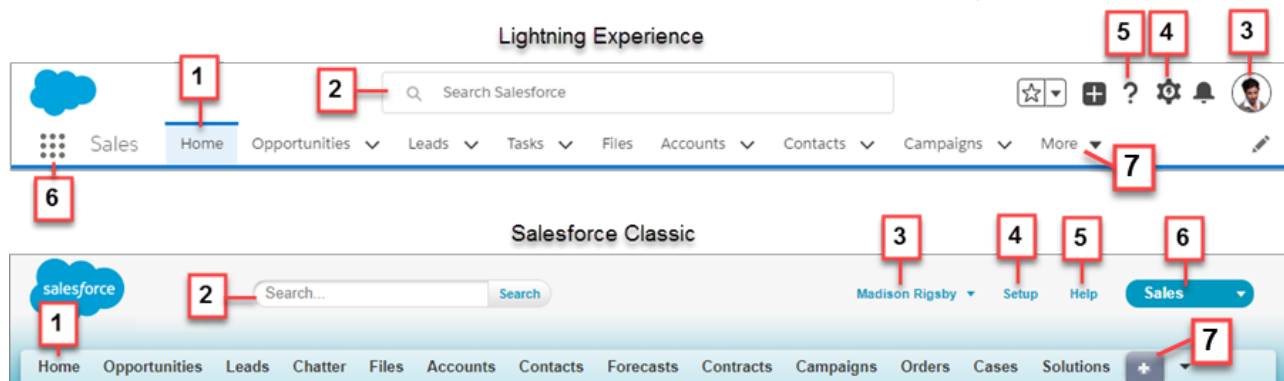 Lightning Experience
5 4 3
1
2 Search Salesforce
?
Sales Home Opportunities Leads Tasks Files Accounts Contacts Campaigns More
6 7
Salesforce Classic
3 4 5 6
salesforce
2 Search... Search Madison Rigsby Setup Help Sales
1 7
Home Opportunities Leads Chatter Files Accounts Contacts Forecasts Contracts Campaigns Orders Cases Solutions +